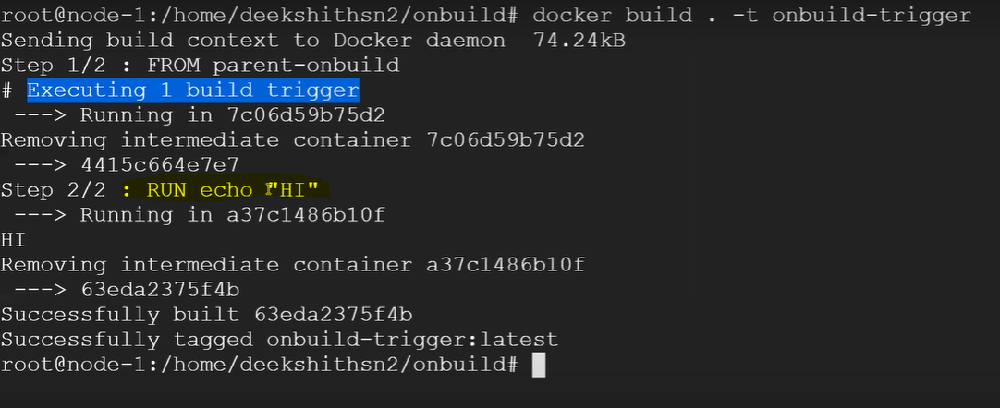 root@node-1:/home/deekshithsn2/onbuild# docker build . -t onbuild-trigger
Sending build context to Docker daemon  74.24kB
Step 1/2 : FROM parent-onbuild
# Executing 1 build trigger
 ---> Running in 7c06d59b75d2
Removing intermediate container 7c06d59b75d2
 ---> 4415c664e7e7
Step 2/2 : RUN echo "HI"
 ---> Running in a37c1486b10f
HI
Removing intermediate container a37c1486b10f
 ---> 63eda2375f4b
Successfully built 63eda2375f4b
Successfully tagged onbuild-trigger:latest
root@node-1:/home/deekshithsn2/onbuild#